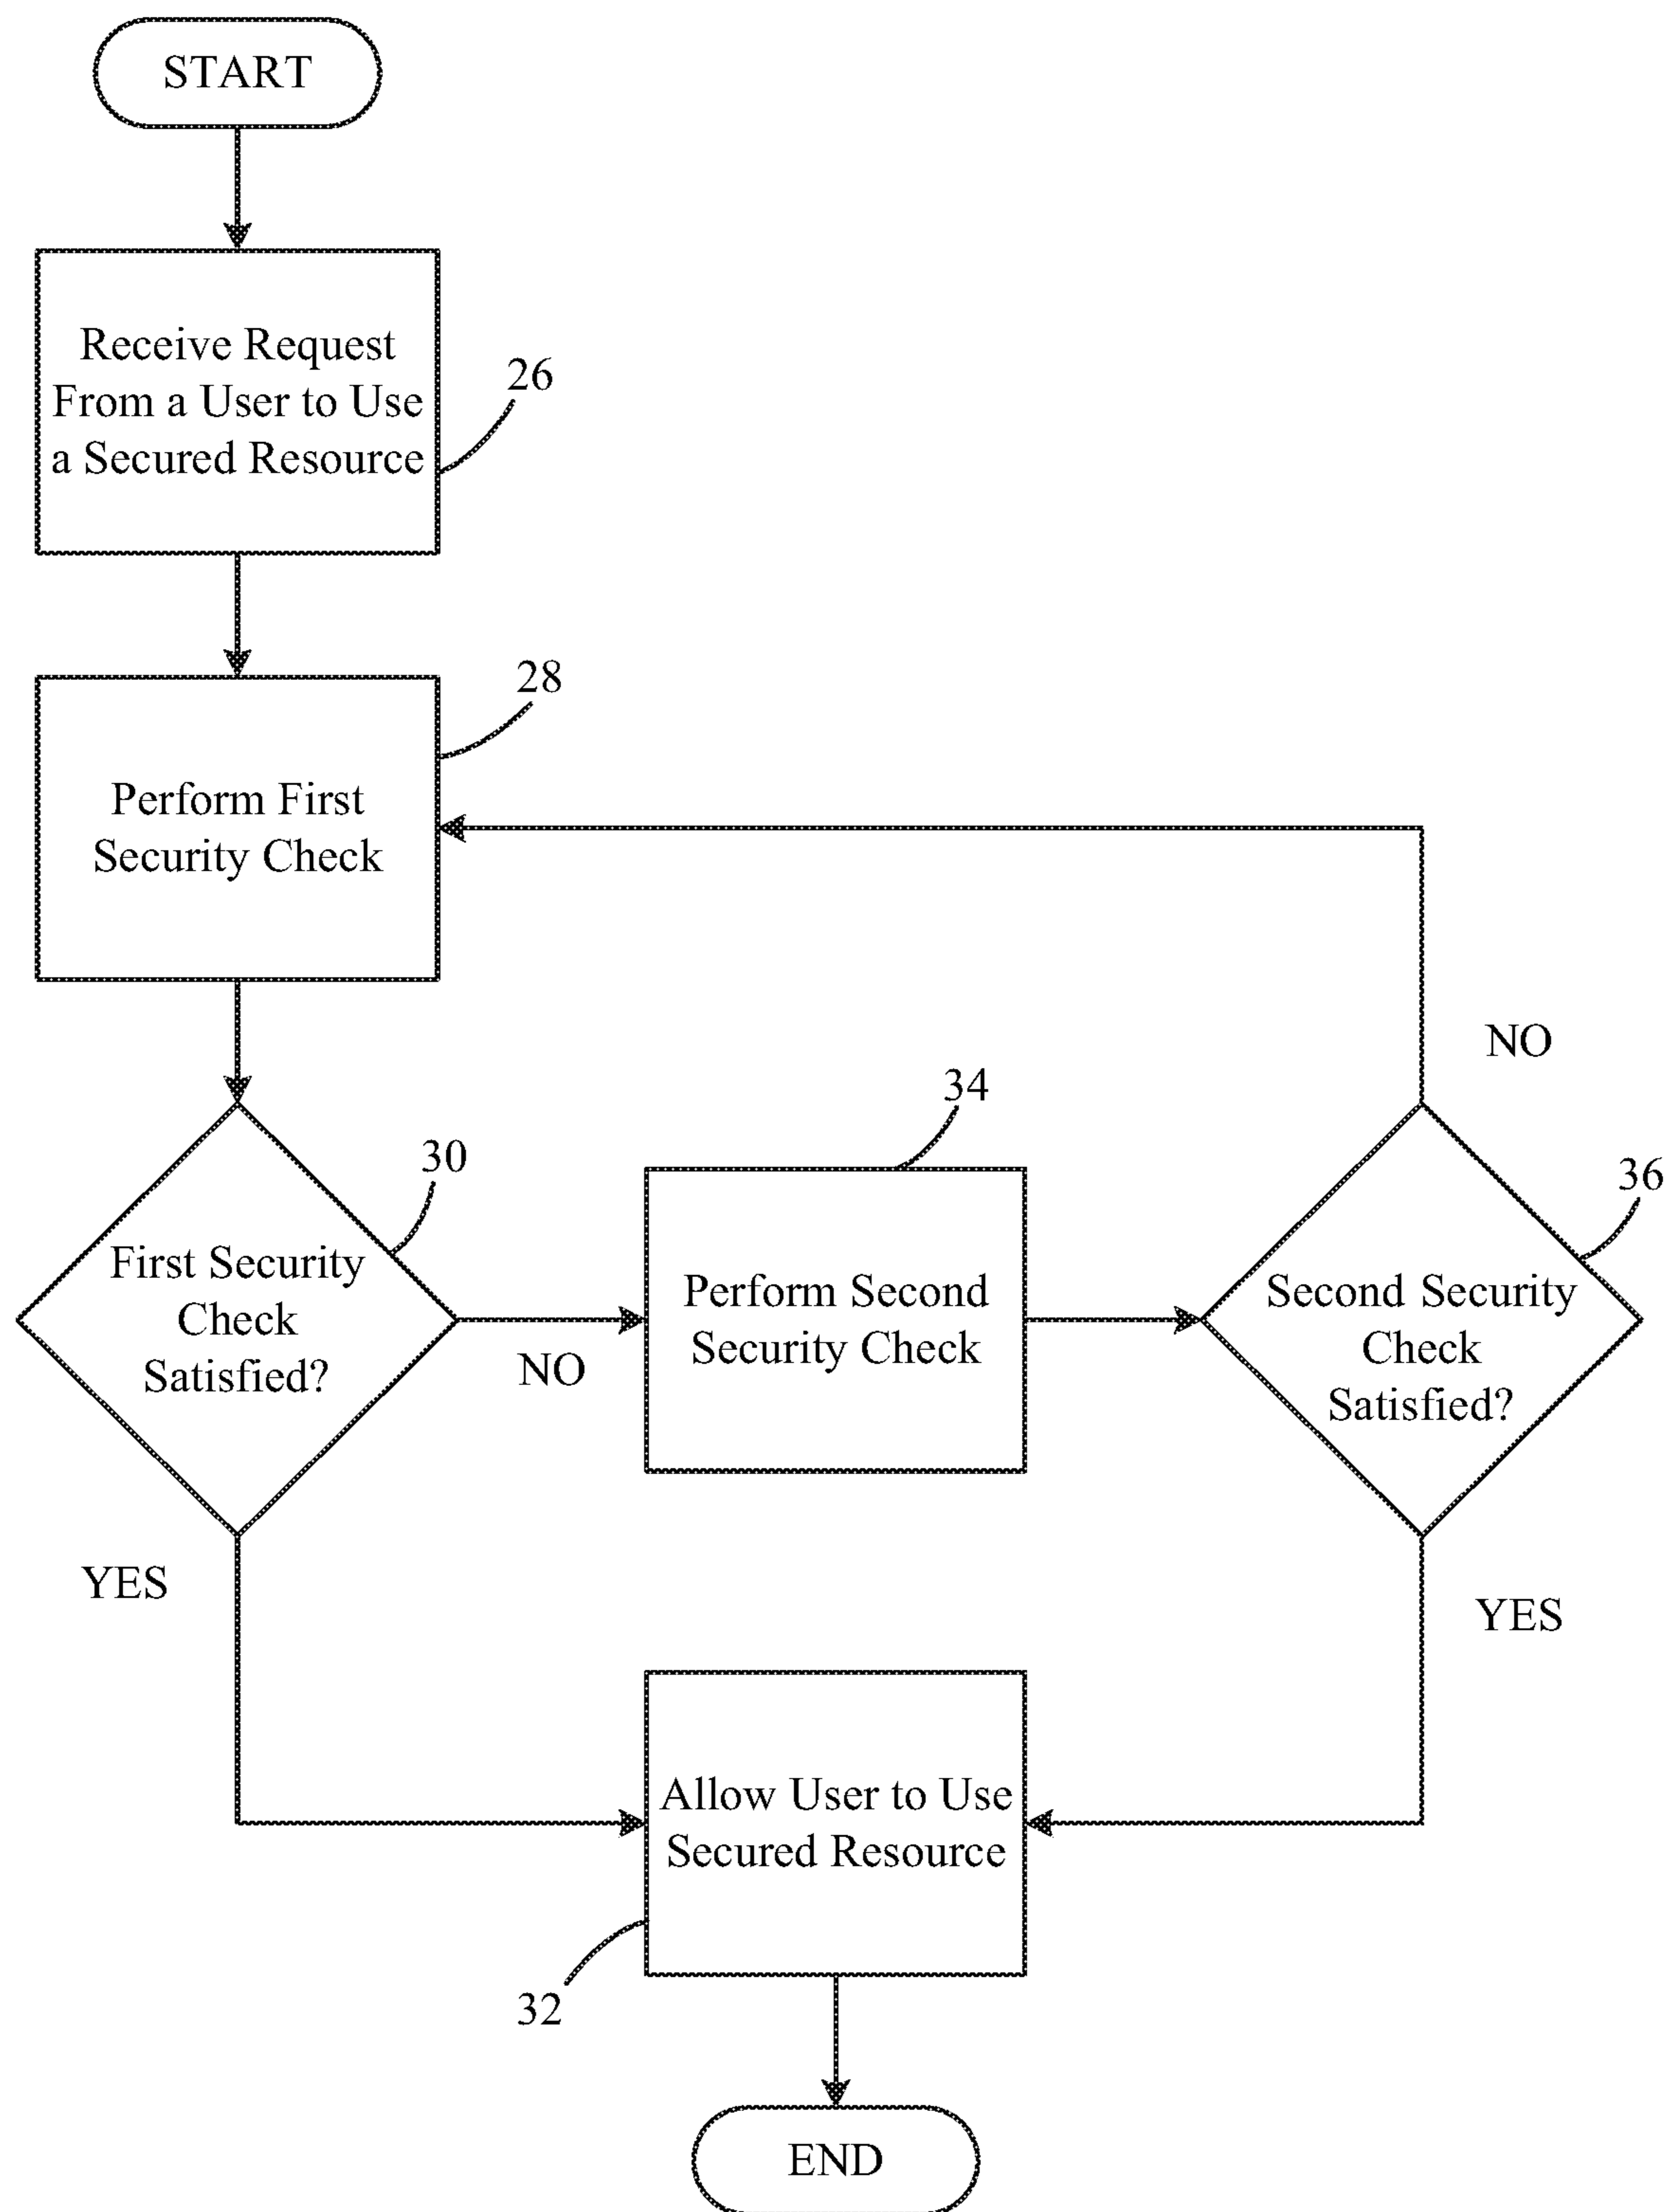 START
Receive Request
From a User to Use
a Secured Resource
26
28
Perform First
Security Check
NO
34
30
36
First Security
Check
Satisfied?
NO
Perform Second
Security Check
Second Security
Check
Satisfied?
YES
YES
Allow User to Use
Secured Resource
32
END